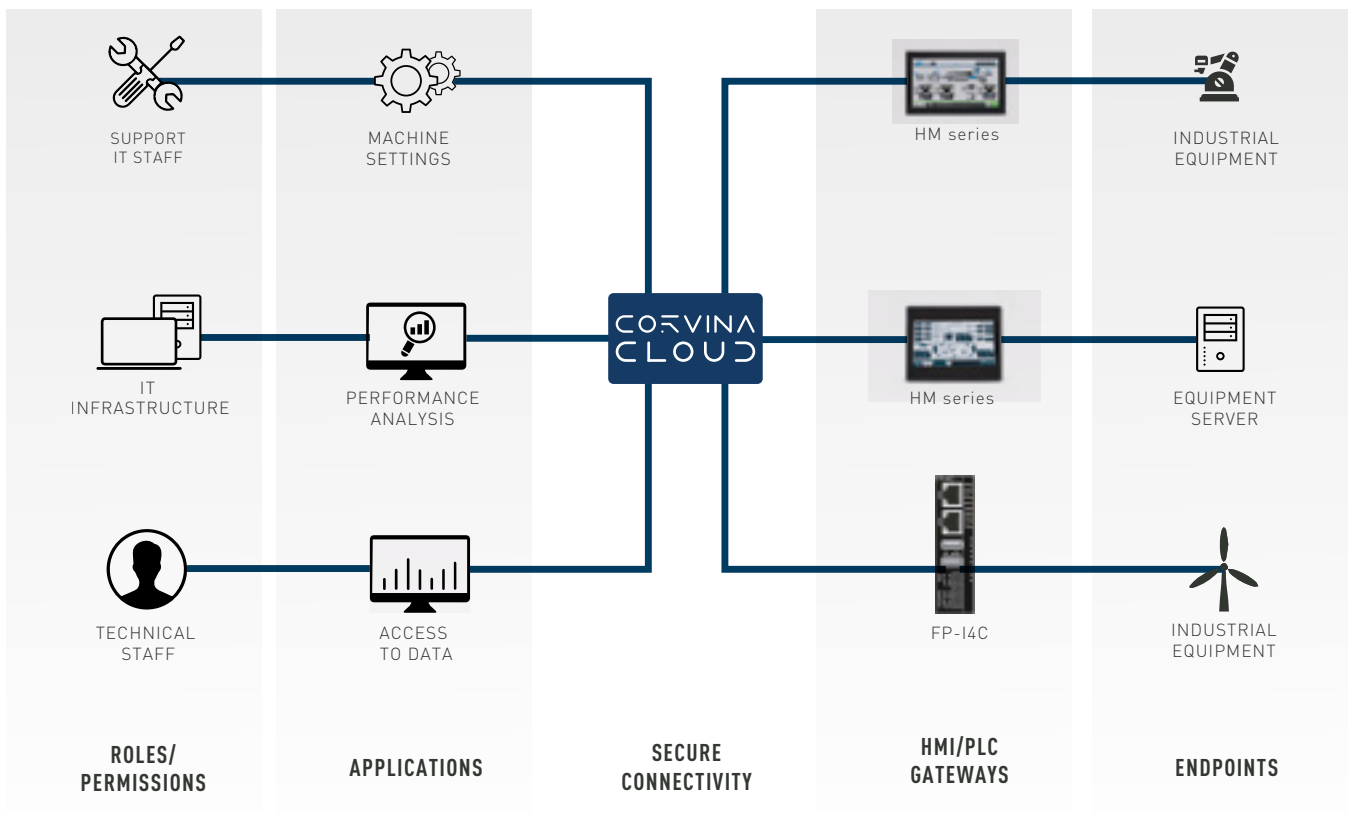 SUPPORT
IT STAFF
MACHINE
SETTINGS
HM series
INDUSTRIAL
EQUIPMENT
CORVINA
CLOUD
IT
INFRASTRUCTURE
PERFORMANCE
ANALYSIS
HM series
EQUIPMENT
SERVER
TECHNICAL
STAFF
ACCESS
TO DATA
FP-I4C
INDUSTRIAL
EQUIPMENT
ROLES/
PERMISSIONS
APPLICATIONS
SECURE
CONNECTIVITY
HMI/PLC
GATEWAYS
ENDPOINTS